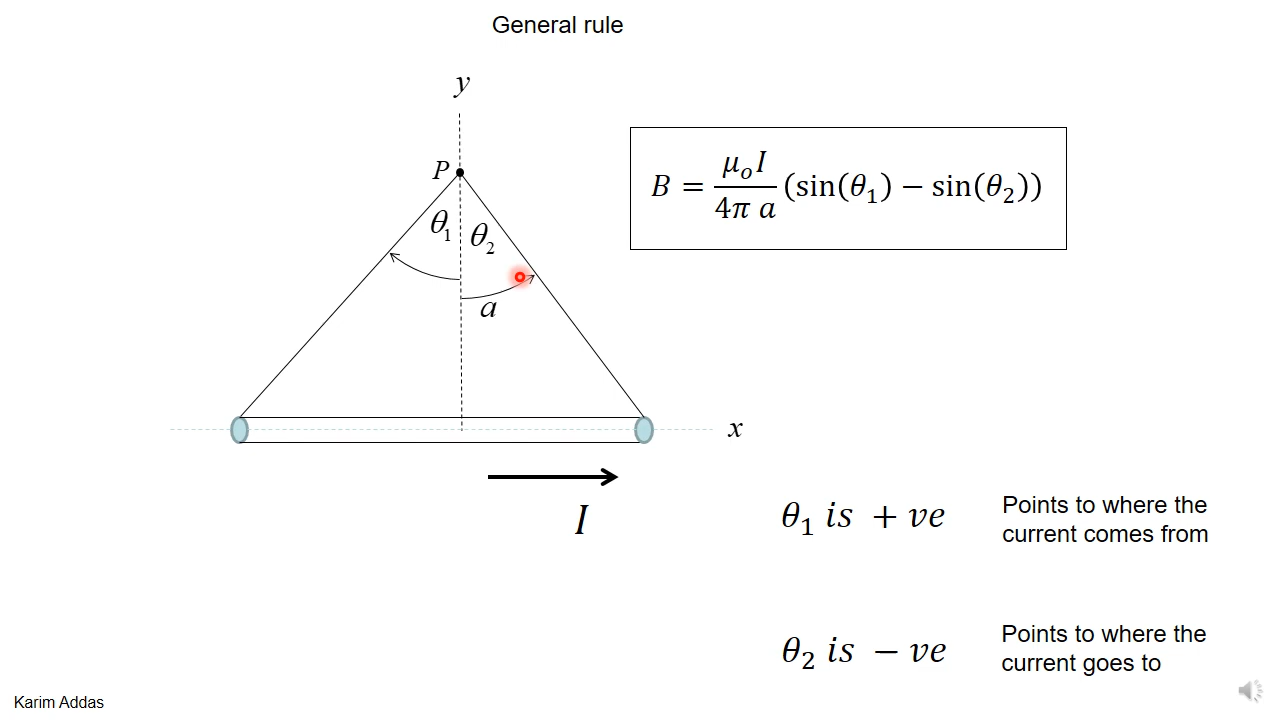 General rule
y
P
θ₁ θ₂
a
B = μₒI / 4π a (sin(θ₁) − sin(θ₂))
x
I
θ₁ is + ve
Points to where the
current comes from
θ₂ is − ve
Points to where the
current goes to
Karim Addas